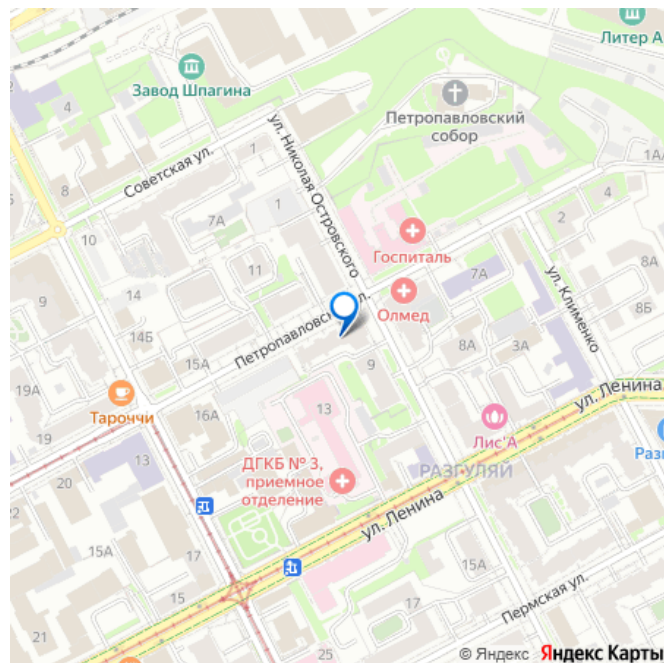 Литер А
Завод Шпагина
4
Петропавловский
собор
ул. Николая Островского
1
Советская ул.
8
1АА
4
2
7А
1
10
Госпиталь
11
7А
8А
ул. Клименко
9
Олмед
8Б
14Б
Петропавловская ул.
15А
9
8А
3А
19А
ул. Ленина
Тароччи
16А
13
Лис'А
19
Раз
13
ДГКБ № 3,
приемное
отделение
РАЗГУЛЯЙ
20
22
15А
17
ул. Ленина
15А
15
17
Пермская ул.
21
25
© Яндекс Яндекс Карты